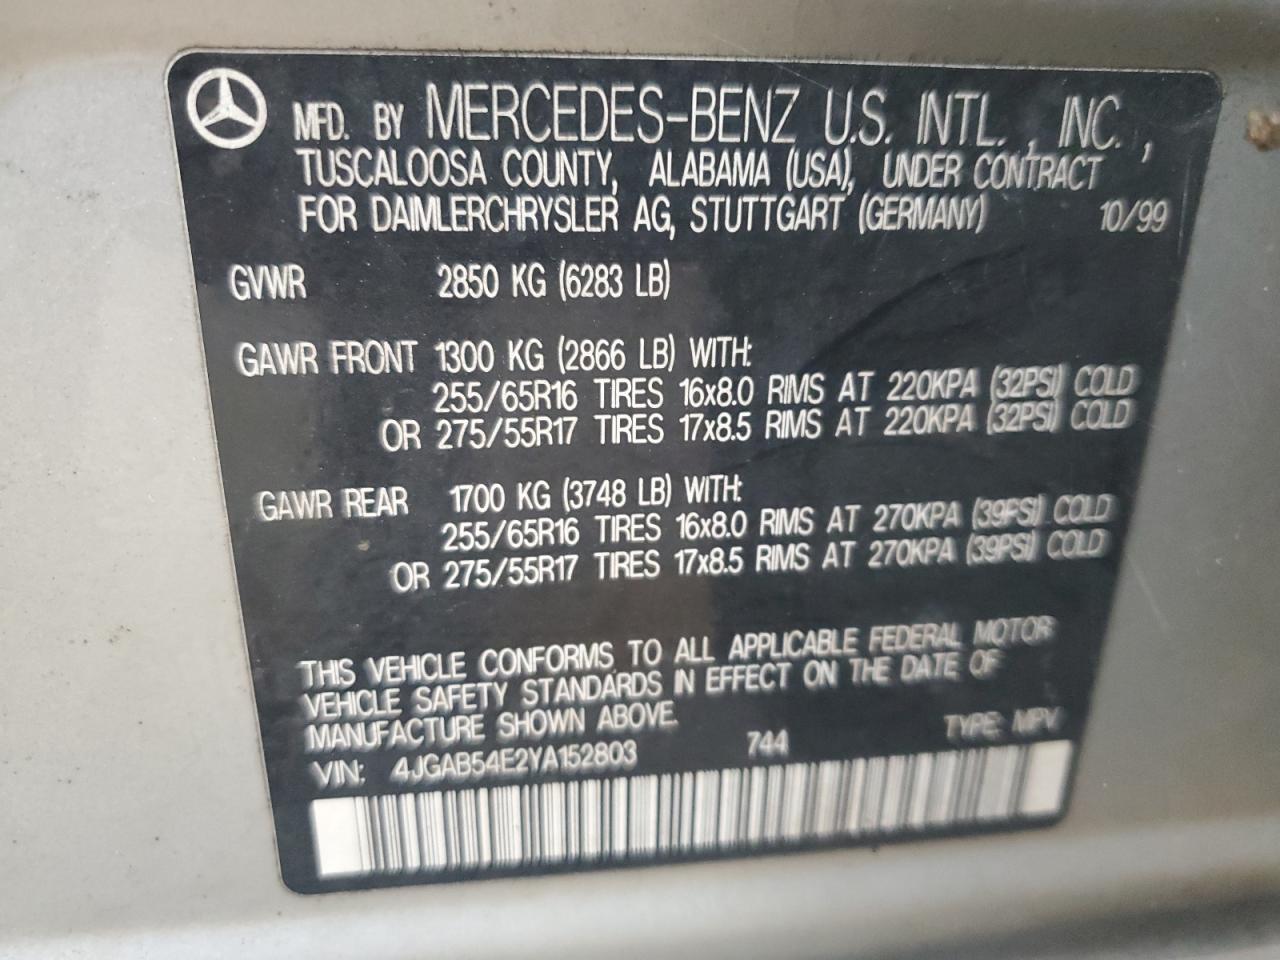 MFD. BY MERCEDES-BENZ U.S. INTL., INC.,
TUSCALOOSA COUNTY, ALABAMA (USA), UNDER CONTRACT
FOR DAIMLERCHRYSLER AG, STUTTGART (GERMANY) 10/99
GVWR 2850 KG (6283 LB)
GAWR FRONT 1300 KG (2866 LB) WITH:
255/65R16 TIRES 16x8.0 RIMS AT 220KPA (32PSI) COLD
OR 275/55R17 TIRES 17x8.5 RIMS AT 220KPA (32PSI) COLD
GAWR REAR 1700 KG (3748 LB) WITH:
255/65R16 TIRES 16x8.0 RIMS AT 270KPA (39PSI) COLD
OR 275/55R17 TIRES 17x8.5 RIMS AT 270KPA (39PSI) COLD
THIS VEHICLE CONFORMS TO ALL APPLICABLE FEDERAL MOTOR
VEHICLE SAFETY STANDARDS IN EFFECT ON THE DATE OF
MANUFACTURE SHOWN ABOVE.
VIN: 4JGAB54E2YA152803 744 TYPE: MPV